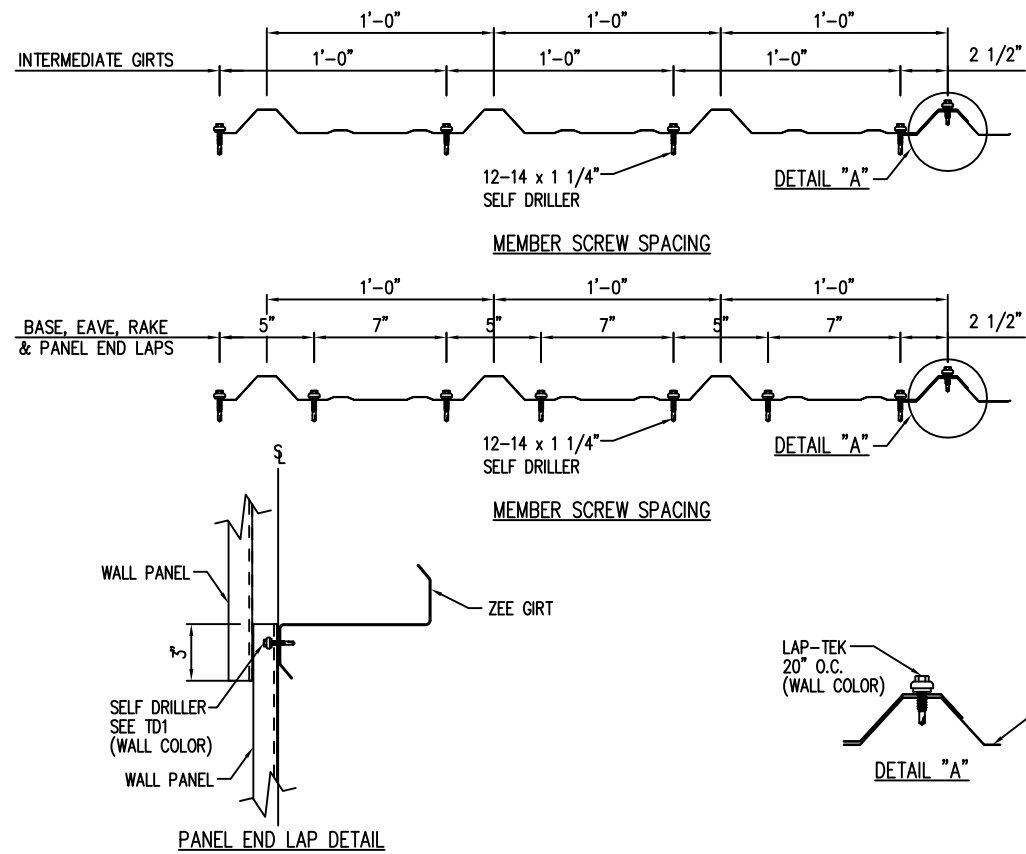 1'-0" 1'-0" 1'-0"
INTERMEDIATE GIRTS 1'-0" 1'-0" 1'-0" 2 1/2"
12-14 x 1 1/4"
SELF DRILLER
DETAIL "A"
MEMBER SCREW SPACING
1'-0" 1'-0" 1'-0"
BASE, EAVE, RAKE
& PANEL END LAPS
5" 7" 5" 7" 5" 7" 2 1/2"
12-14 x 1 1/4"
SELF DRILLER
DETAIL "A"
MEMBER SCREW SPACING
SL
WALL PANEL
ZEE GIRT
3"
SELF DRILLER
SEE TD1
(WALL COLOR)
WALL PANEL
PANEL END LAP DETAIL
LAP-TEK
20" O.C.
(WALL COLOR)
DETAIL "A"